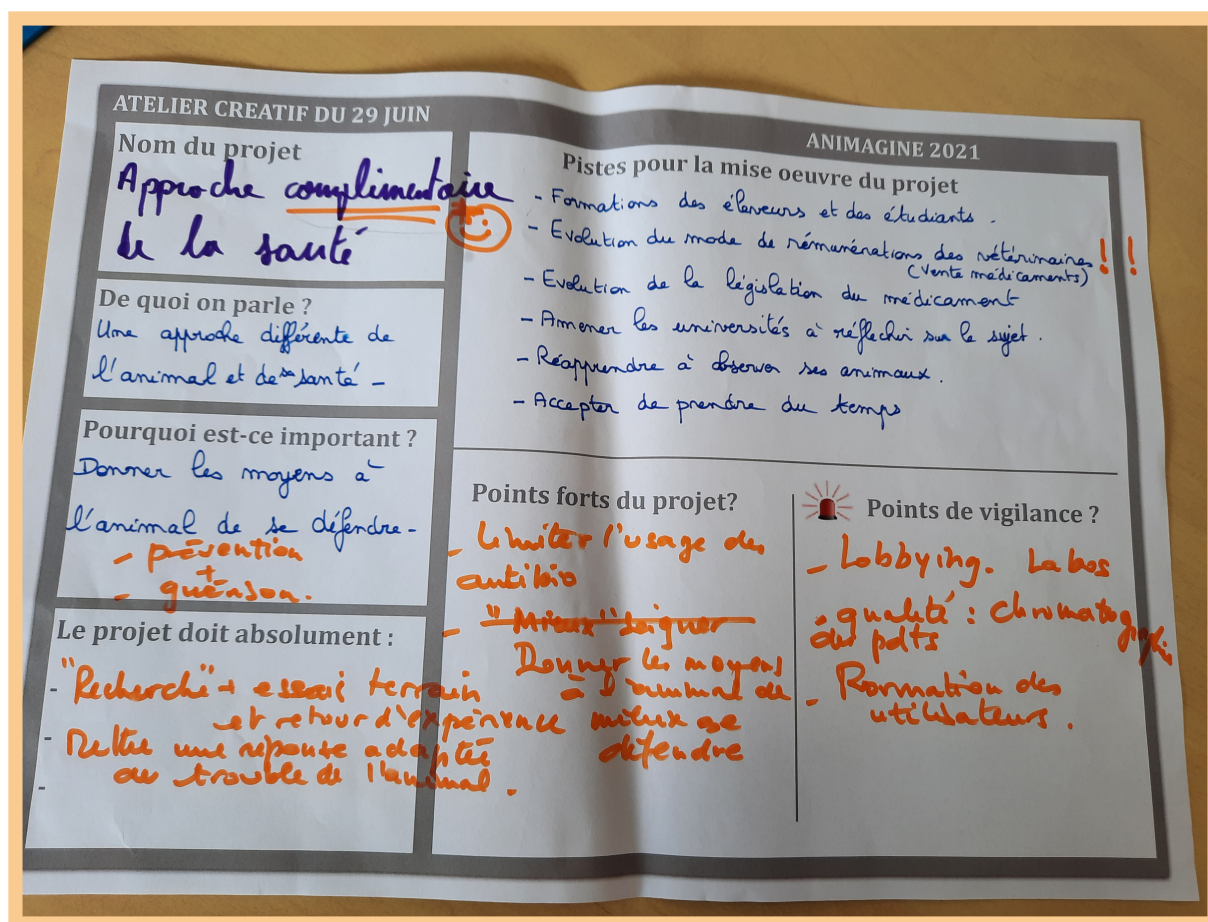 ATELIER CREATIF DU 29 JUIN
Nom du projet
Approche complimentaire
de la santé
De quoi on parle ?
Une approche différente de
l'animal et de sa santé -
Pourquoi est-ce important ?
Donner les moyens à
l'animal de se défendre -
- prévention
+
- guérison.
Le projet doit absolument :
- "Recherche" + essai terrain
et retour d'expérience
- Mettre une réponse adaptée
au trouble de l'animal.
-
ANIMAGINE 2021
Pistes pour la mise oeuvre du projet
- Formations des éleveurs et des étudiants.
- Evolution du mode de rémunérations des vétérinaires !!
(Vente médicaments)
- Evolution de la législation du médicament
- Amener les universités à réflechir sur le sujet.
- Réapprendre à observer ses animaux.
- Accepter de prendre du temps
Points forts du projet?
- Limiter l'usage des
antibio
- "Mieux" soigner
Donner les moyens
à l'animal de
mieux se
défendre
Points de vigilance ?
- Lobbying. Labos
- qualité : chromatographie
des pdts
- Formation des
utilisateurs.